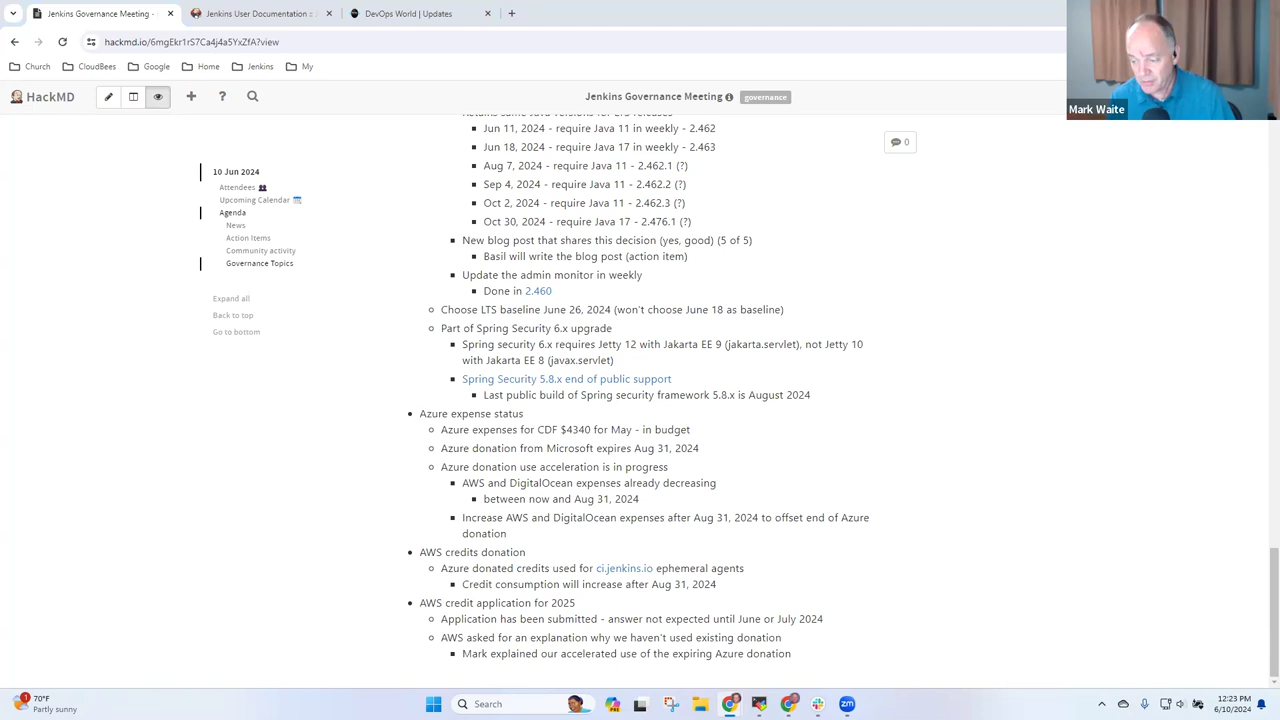 Jenkins Governance Meeting -
Jenkins User Documentation ::
DevOps World | Updates
hackmd.io/6mgEkr1rS7Ca4j4a5YxZfA?view
Church
CloudBees
Google
Home
Jenkins
My
HackMD
Jenkins Governance Meeting
governance
Mark Waite
0
10 Jun 2024
Attendees
Upcoming Calendar
Agenda
News
Action Items
Community activity
Governance Topics
Expand all
Back to top
Go to bottom
Jun 11, 2024 - require Java 11 in weekly - 2.462
Jun 18, 2024 - require Java 17 in weekly - 2.463
Aug 7, 2024 - require Java 11 - 2.462.1 (?)
Sep 4, 2024 - require Java 11 - 2.462.2 (?)
Oct 2, 2024 - require Java 11 - 2.462.3 (?)
Oct 30, 2024 - require Java 17 - 2.476.1 (?)
New blog post that shares this decision (yes, good) (5 of 5)
Basil will write the blog post (action item)
Update the admin monitor in weekly
Done in 2.460
Choose LTS baseline June 26, 2024 (won't choose June 18 as baseline)
Part of Spring Security 6.x upgrade
Spring security 6.x requires Jetty 12 with Jakarta EE 9 (jakarta.servlet), not Jetty 10
with Jakarta EE 8 (javax.servlet)
Spring Security 5.8.x end of public support
Last public build of Spring security framework 5.8.x is August 2024
Azure expense status
Azure expenses for CDF $4340 for May - in budget
Azure donation from Microsoft expires Aug 31, 2024
Azure donation use acceleration is in progress
AWS and DigitalOcean expenses already decreasing
between now and Aug 31, 2024
Increase AWS and DigitalOcean expenses after Aug 31, 2024 to offset end of Azure
donation
AWS credits donation
Azure donated credits used for ci.jenkins.io ephemeral agents
Credit consumption will increase after Aug 31, 2024
AWS credit application for 2025
Application has been submitted - answer not expected until June or July 2024
AWS asked for an explanation why we haven't used existing donation
Mark explained our accelerated use of the expiring Azure donation
1
70°F
Partly sunny
Search
zm
12:23 PM
6/10/2024